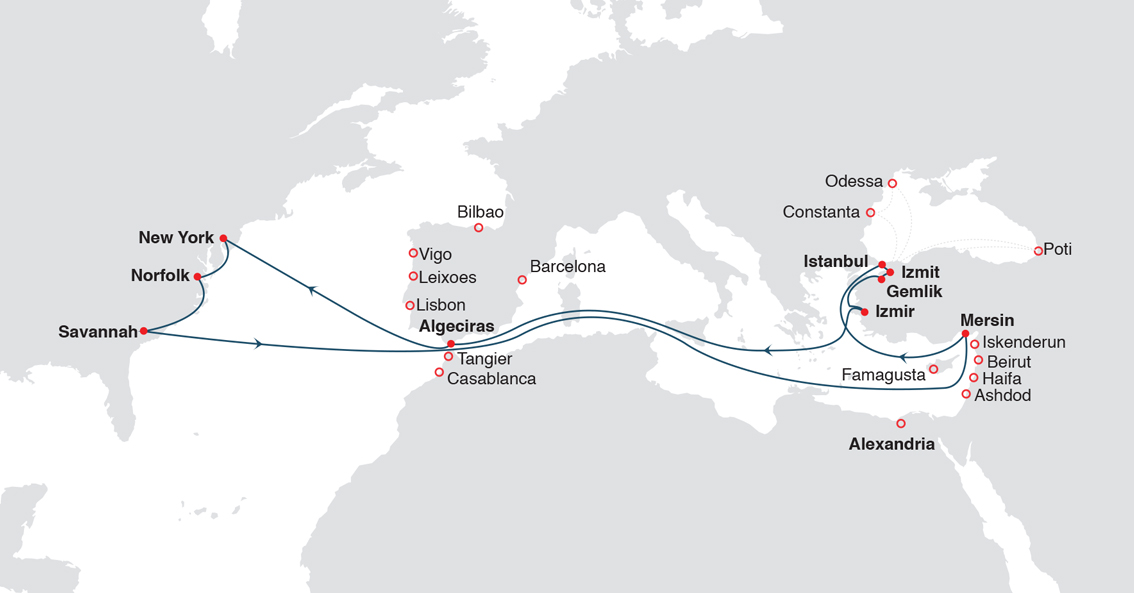 Odessa
Constanta
Bilbao
New York
Vigo
Poti
Istanbul
Barcelona
Izmit
Norfolk
Leixoes
Gemlik
Lisbon
Izmir
Algeciras
Mersin
Savannah
Iskenderun
Tangier
Beirut
Famagusta
Casablanca
Haifa
Ashdod
Alexandria